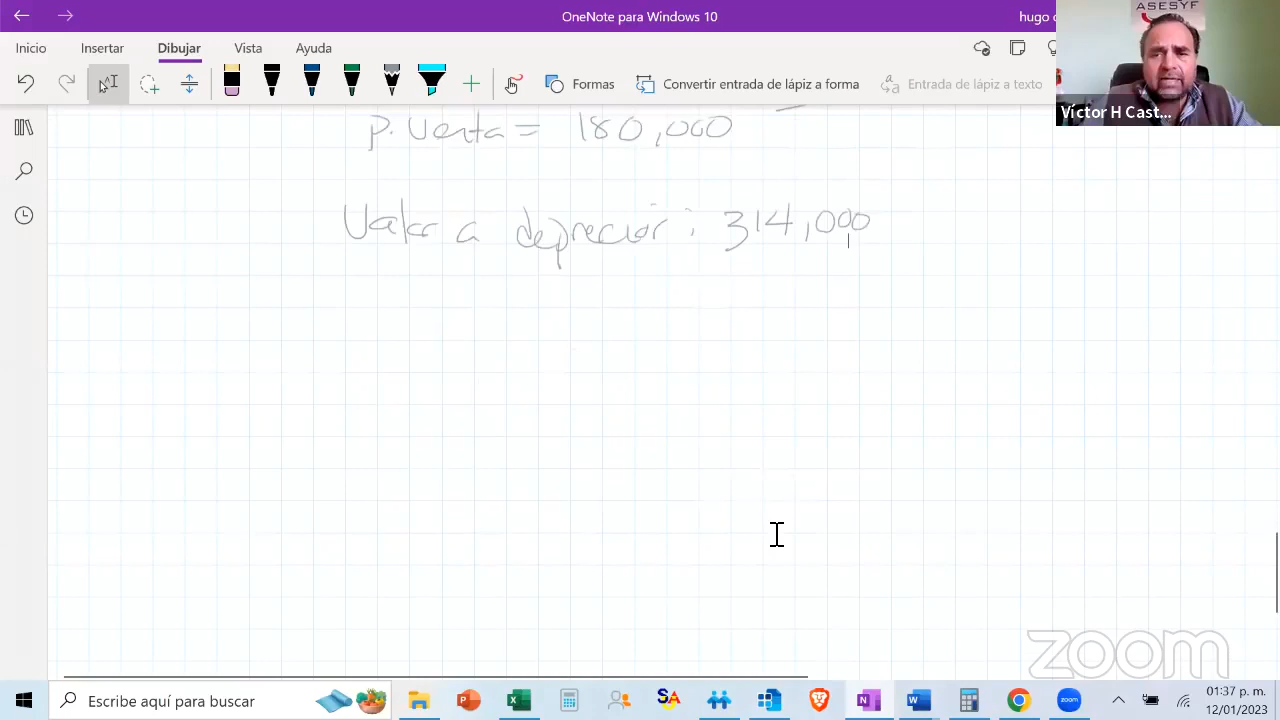 OneNote para Windows 10
hugo c
ASESYF
Inicio Insertar Dibujar Vista Ayuda
Formas Convertir entrada de lápiz a forma Entrada de lápiz a texto
Víctor H Cast...
p. venta = 180,000
Valor a depreciar: 314,000
zoom
Escribe aquí para buscar
01:37 p. m.
12/01/2023